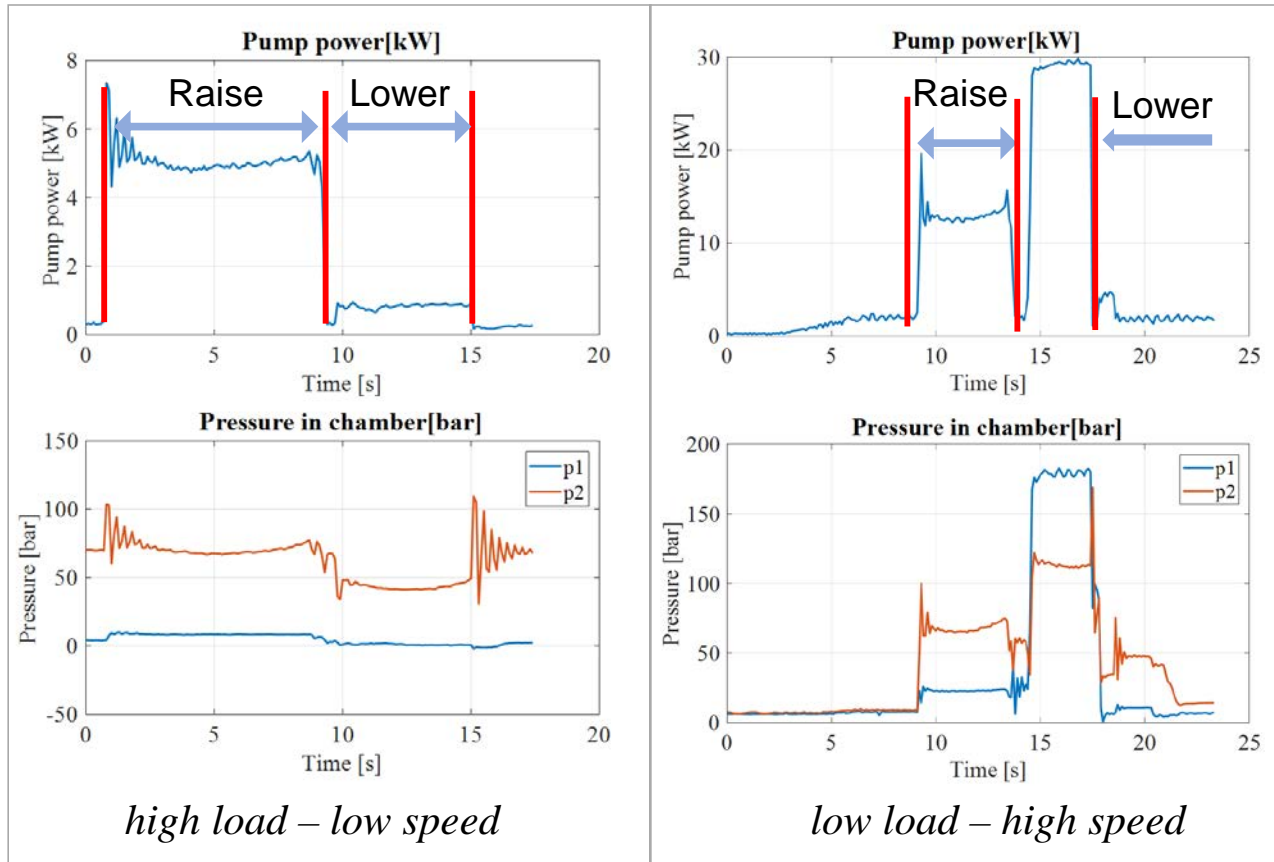 Pump power[kW]
8
6
4
2
0
Pump power [kW]
Raise
Lower
0
5
10
15
20
Time [s]
Pressure in chamber[bar]
150
100
50
0
-50
Pressure [bar]
p1
p2
0
5
10
15
20
Time [s]
high load – low speed
Pump power[kW]
30
20
10
0
Pump power [kW]
Raise
Lower
0
5
10
15
20
25
Time [s]
Pressure in chamber[bar]
200
150
100
50
0
Pressure [bar]
p1
p2
0
5
10
15
20
25
Time [s]
low load – high speed